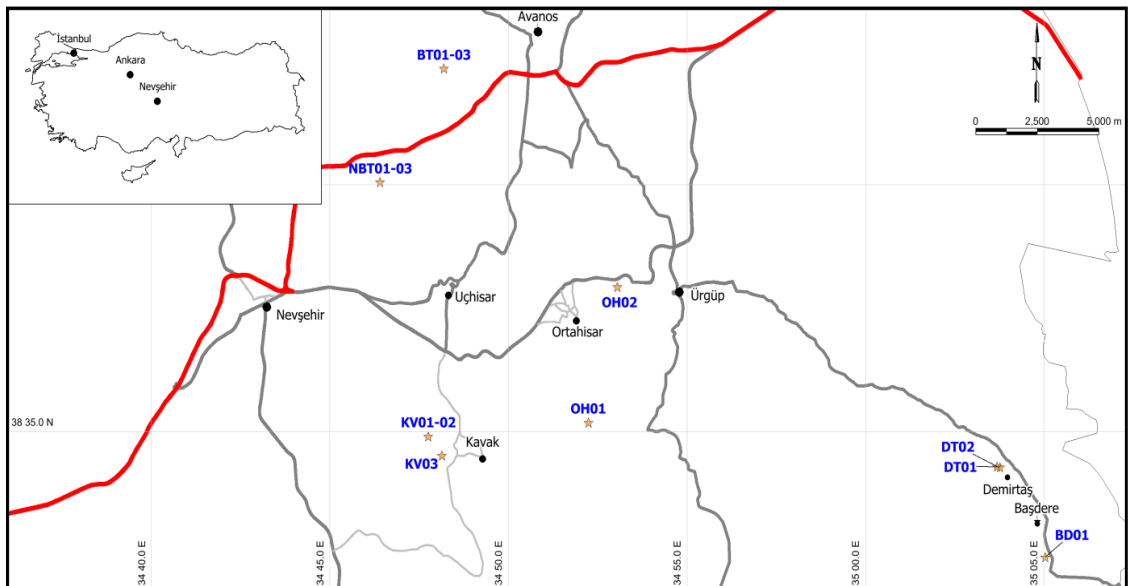 Avanos
İstanbul
BT01-03
N
Ankara
Nevşehir
0 2,500 5,000 m
NBT01-03
Uçhisar
Ürgüp
OH02
Nevşehir
Ortahisar
OH01
38 35.0 N
KV01-02
Kavak
KV03
DT02
DT01
Demirtaş
Başdere
BD01
34 40.0 E
34 45.0 E
34 50.0 E
34 55.0 E
35 00.0 E
35 05.0 E